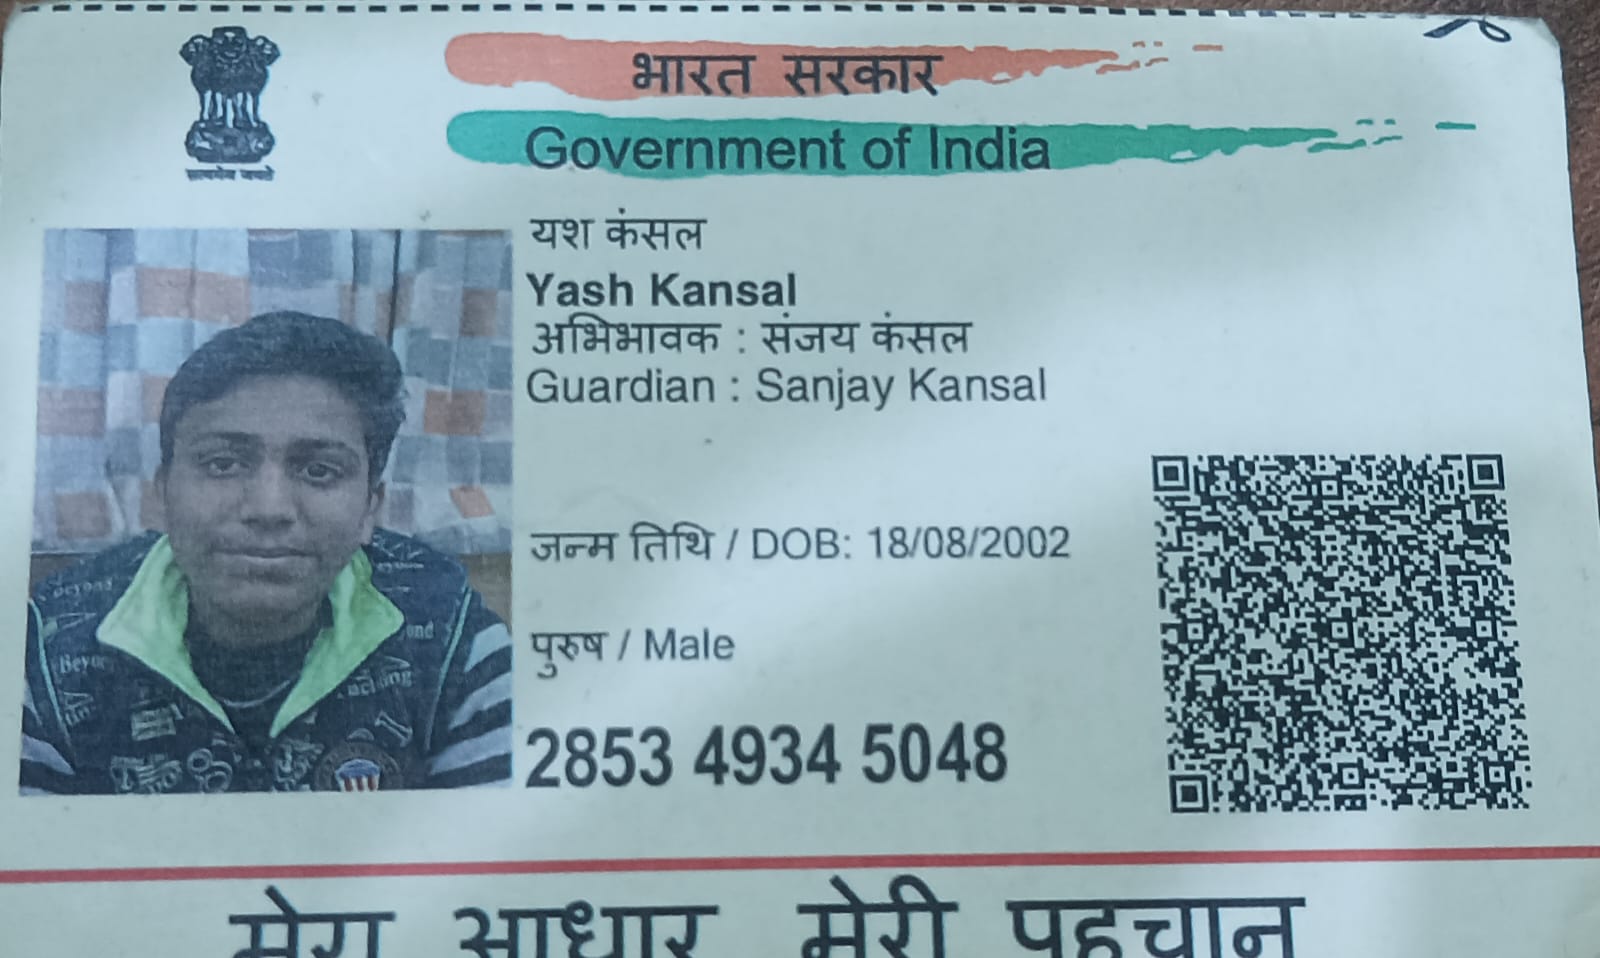 भारत सरकार
Government of India
सत्यमेव जयते
यश कंसल
Yash Kansal
अभिभावक : संजय कंसल
Guardian : Sanjay Kansal
जन्म तिथि / DOB: 18/08/2002
पुरुष / Male
2853 4934 5048
मेरा आधार, मेरी पहचान